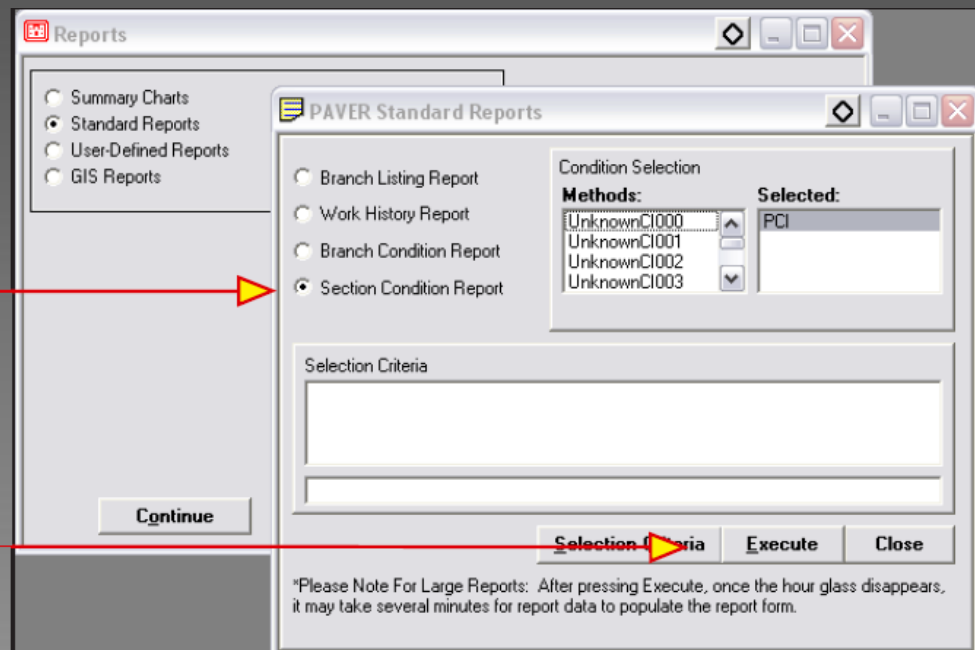 Reports
Summary Charts
Standard Reports
User-Defined Reports
GIS Reports
Continue
PAVER Standard Reports
Branch Listing Report
Work History Report
Branch Condition Report
Section Condition Report
Condition Selection
Methods:
UnknownCI000
UnknownCI001
UnknownCI002
UnknownCI003
Selected:
PCI
Selection Criteria
Selection Criteria Execute Close
*Please Note For Large Reports: After pressing Execute, once the hour glass disappears,
it may take several minutes for report data to populate the report form.